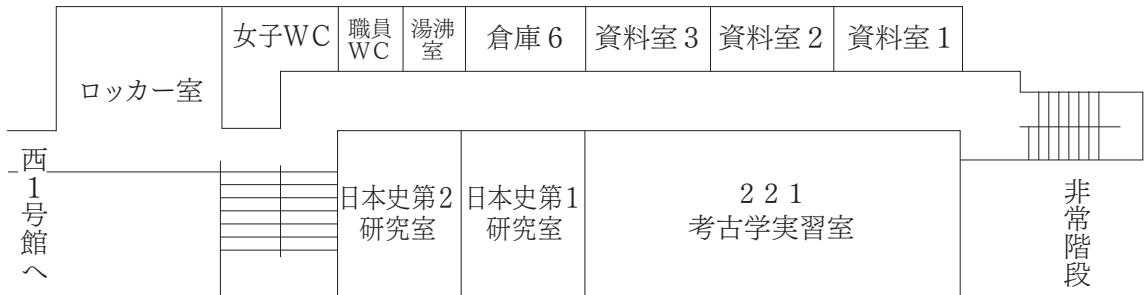 女子WC
職員
WC
湯沸
室
倉庫6
資料室3
資料室2
資料室1
ロッカー室
西1号館へ
日本史第2
研究室
日本史第1
研究室
221
考古学実習室
非常階段